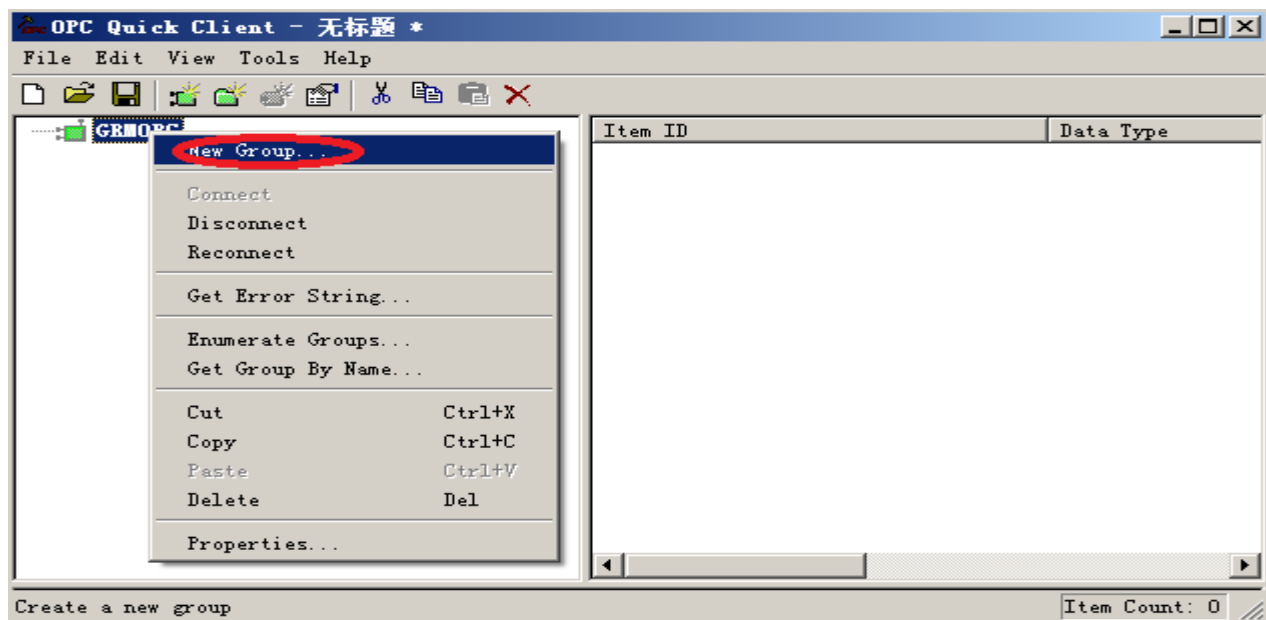 OPC Quick Client - 无标题 *
File Edit View Tools Help
GRMOPC
Item ID Data Type
New Group...
Connect
Disconnect
Reconnect
Get Error String...
Enumerate Groups...
Get Group By Name...
Cut Ctrl+X
Copy Ctrl+C
Paste Ctrl+V
Delete Del
Properties...
Create a new group Item Count: 0